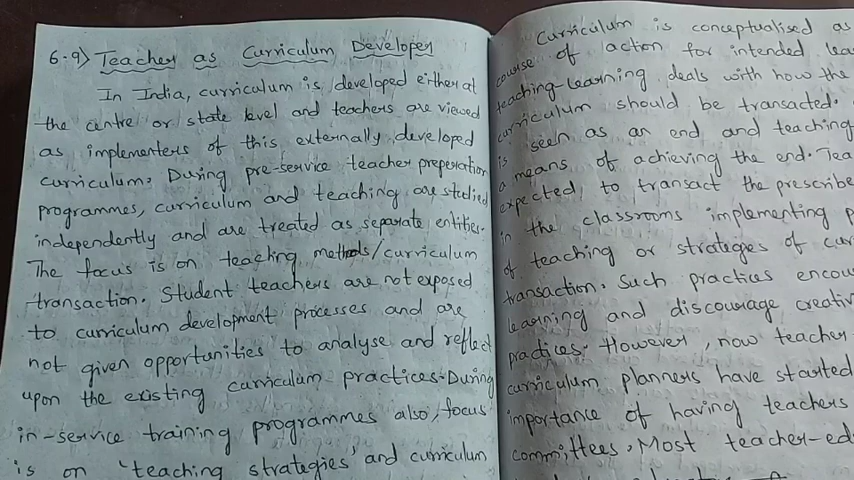 6.9) Teacher as Curriculum Developer
In India, curriculum is developed either at
the centre or state level and teachers are viewed
as implementers of this externally developed
curriculum. During pre-service teacher preperation
programmes, curriculum and teaching are studied
independently and are treated as separate entities.
The focus is on teaching methods/curriculum
transaction. Student teachers are not exposed
to curriculum development processes and are
not given opportunities to analyse and reflect
upon the existing curriculum practices. During
in-service training programmes also, focus
is on 'teaching strategies' and curriculum
Curriculum is conceptualised as
course of action for intended
teaching-learning deals with how the
curriculum should be transacted.
is seen as an end and teaching
a means of achieving the end.
expected to transact the
in the classrooms implementing
of teaching or strateges of
transaction. Such practices
learning and discourage
practices. However, now teacher
curriculum planners have started
importance of having teachers
committees. Most teacher-ed